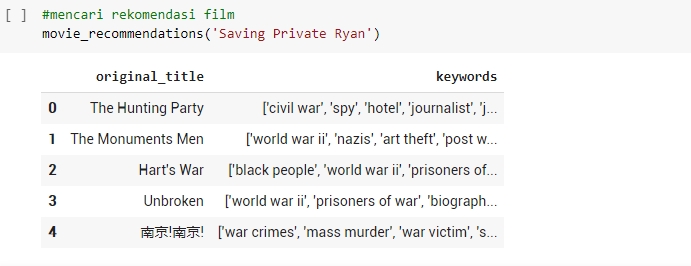 [ ] #mencari rekomendasi film
movie_recommendations('Saving Private Ryan')
original_title keywords
0 The Hunting Party ['civil war', 'spy', 'hotel', 'journalist', 'j...
1 The Monuments Men ['world war ii', 'nazis', 'art theft', 'post w...
2 Hart's War ['black people', 'world war ii', 'prisoners of...
3 Unbroken ['world war ii', 'prisoners of war', 'biograph...
4 南京!南京! ['war crimes', 'mass murder', 'war victim', 's...